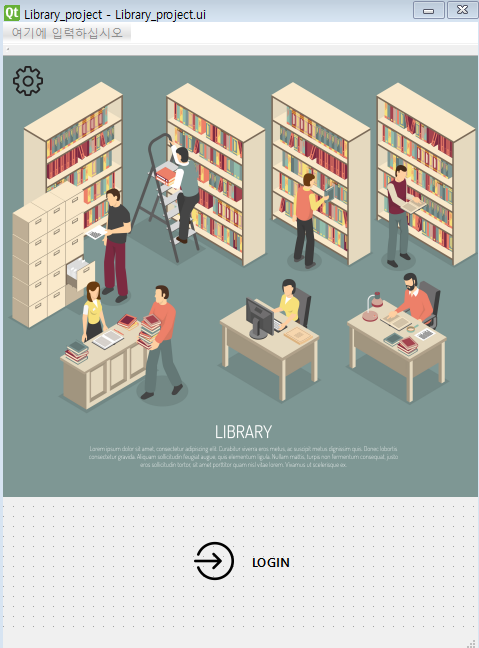 Qt Library_project - Library_project.ui
여기에 입력하십시오
LIBRARY
Lorem ipsum dolor sit amet, consectetur adipiscing elit. Curabitur viverra eros metus, ac suscipit metus dignissim quis. Donec lobortis
consectetur gravida. Aliquam sollicitudin feugiat augue, quis elementum ligula. Nullam mattis, turpis non fermentum consequat, justo
eros sollicitudin tortor, sit amet porttitor quam nisl vitae lorem. Vivamus ut scelerisque ex.
LOGIN